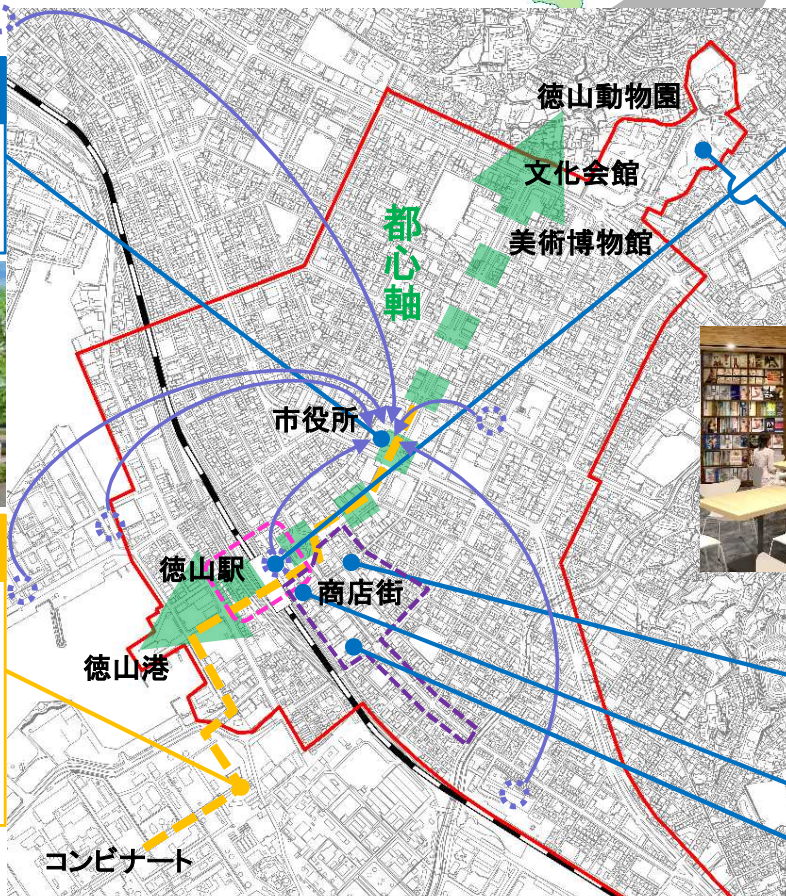 徳山動物園
文化会館
美術博物館
都心軸
市役所
徳山駅
商店街
徳山港
コンビナート